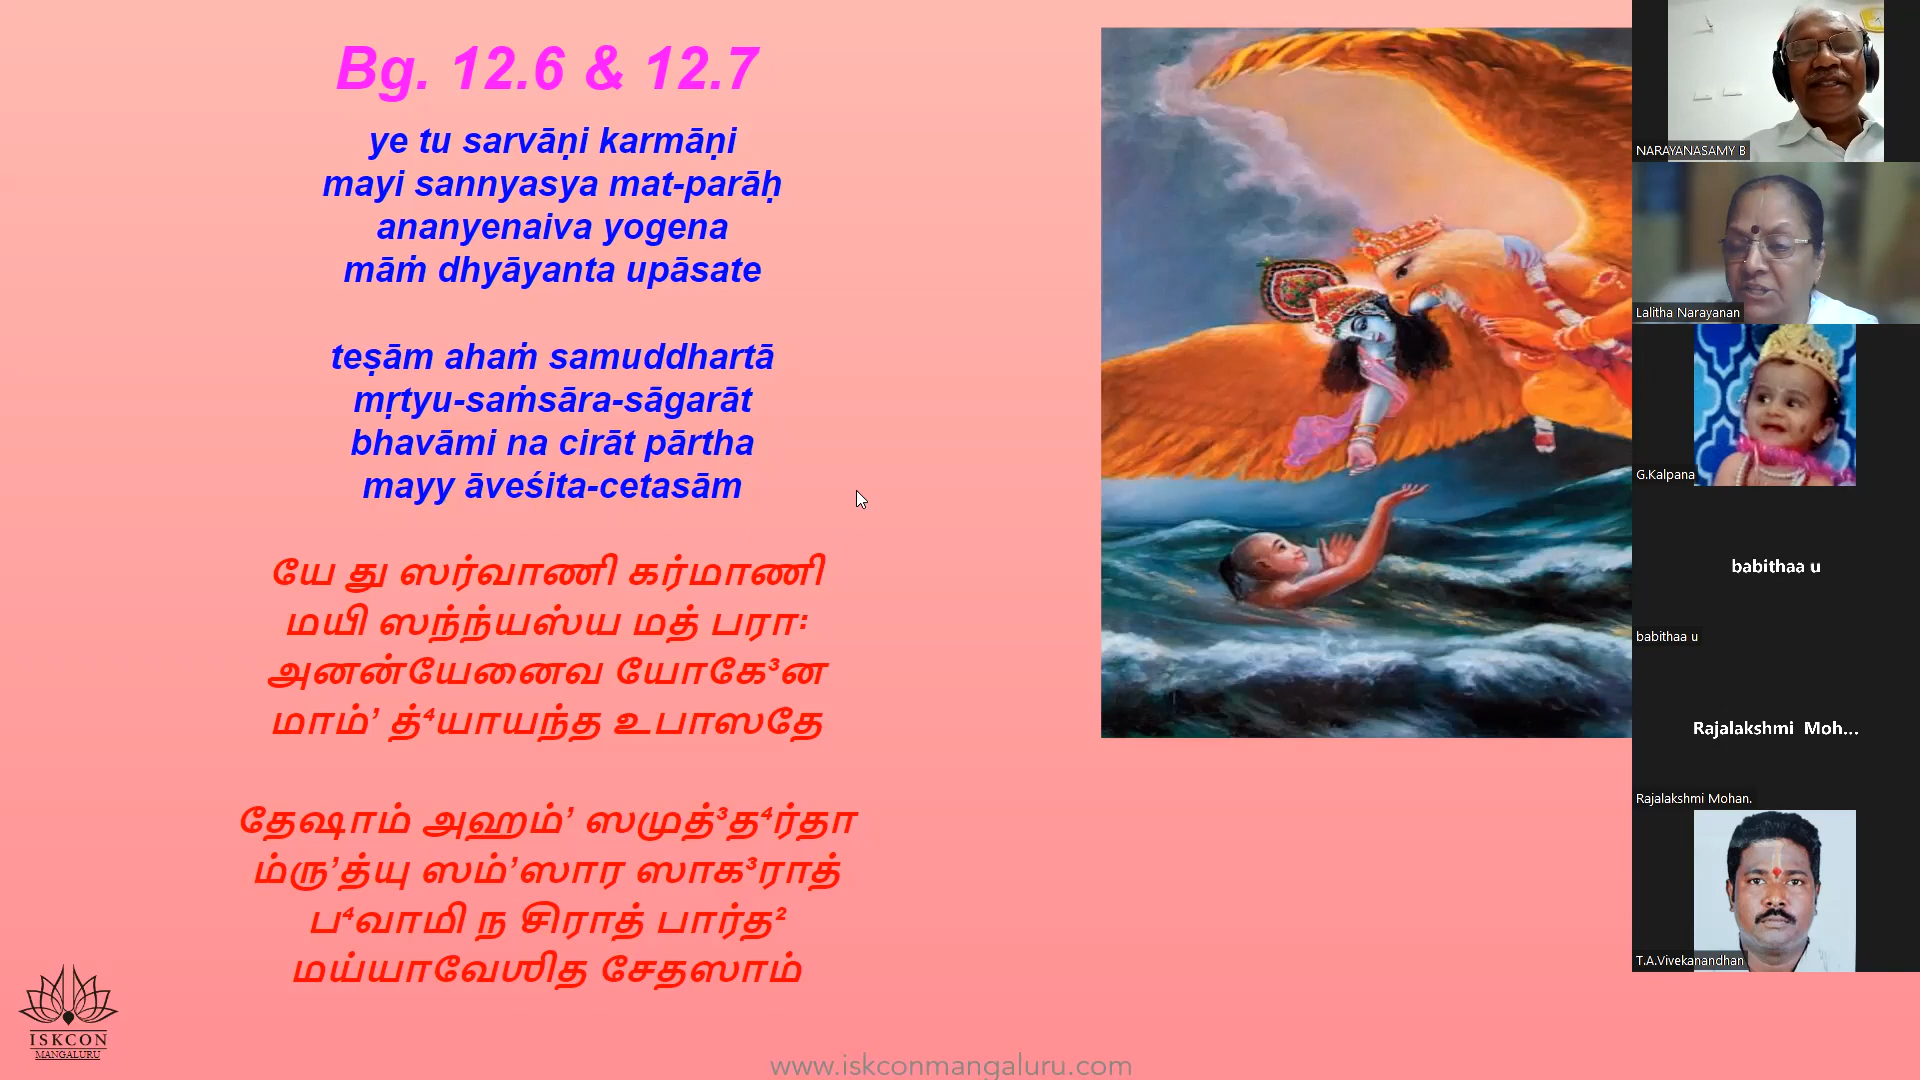 Bg. 12.6 & 12.7
ye tu sarvāṇi karmāṇi
mayi sannyasya mat-parāḥ
ananyenaiva yogena
māṁ dhyāyanta upāsate
teṣām ahaṁ samuddhartā
mṛtyu-saṁsāra-sāgarāt
bhavāmi na cirāt pārtha
mayy āveśita-cetasām
யே து ஸர்வாணி கர்மாணி
மயி ஸந்ந்யஸ்ய மத் பரா꞉
அனன்யேனைவ யோகே³ன
மாம்ʼ த்⁴யாயந்த உபாஸதே
தேஷாம் அஹம்ʼ ஸமுத்³த⁴ர்தா
ம்ருʼத்யு ஸம்ʼஸார ஸாக³ராத்
ப⁴வாமி ந சிராத் பார்த²
மய்யாவேஶித சேதஸாம்
ISKCON
MANGALURU
www.iskconmangaluru.com
NARAYANASAMY B
Lalitha Narayanan
G.Kalpana
babithaa u
babithaa u
Rajalakshmi Moh...
Rajalakshmi Mohan.
T.A.Vivekanandhan